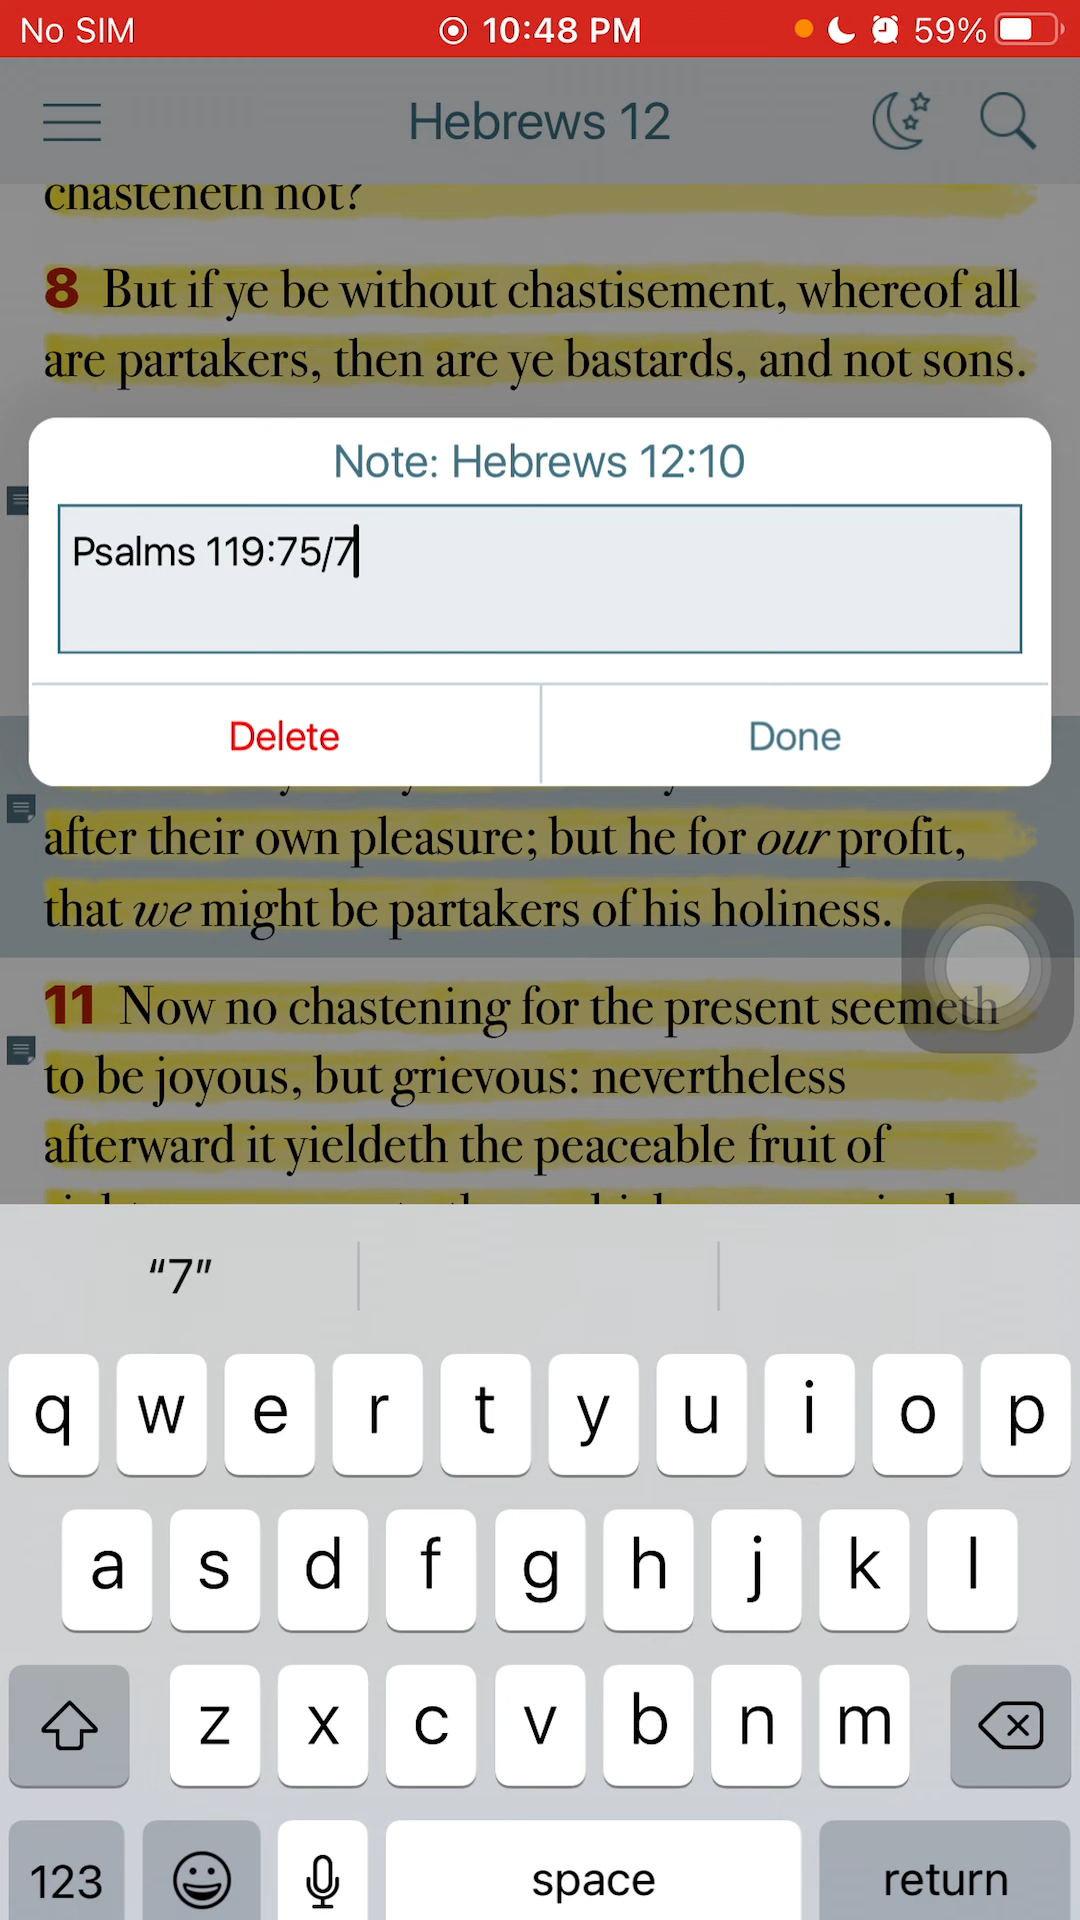 No SIM 10:48 PM 59%
Hebrews 12
chasteneth not?
8 But if ye be without chastisement, whereof all
are partakers, then are ye bastards, and not sons.
Note: Hebrews 12:10
Psalms 119:75/7
Delete Done
after their own pleasure; but he for our profit,
that we might be partakers of his holiness.
11 Now no chastening for the present seemeth
to be joyous, but grievous: nevertheless
afterward it yieldeth the peaceable fruit of
“7”
q w e r t y u i o p
a s d f g h j k l
z x c v b n m
123 space return